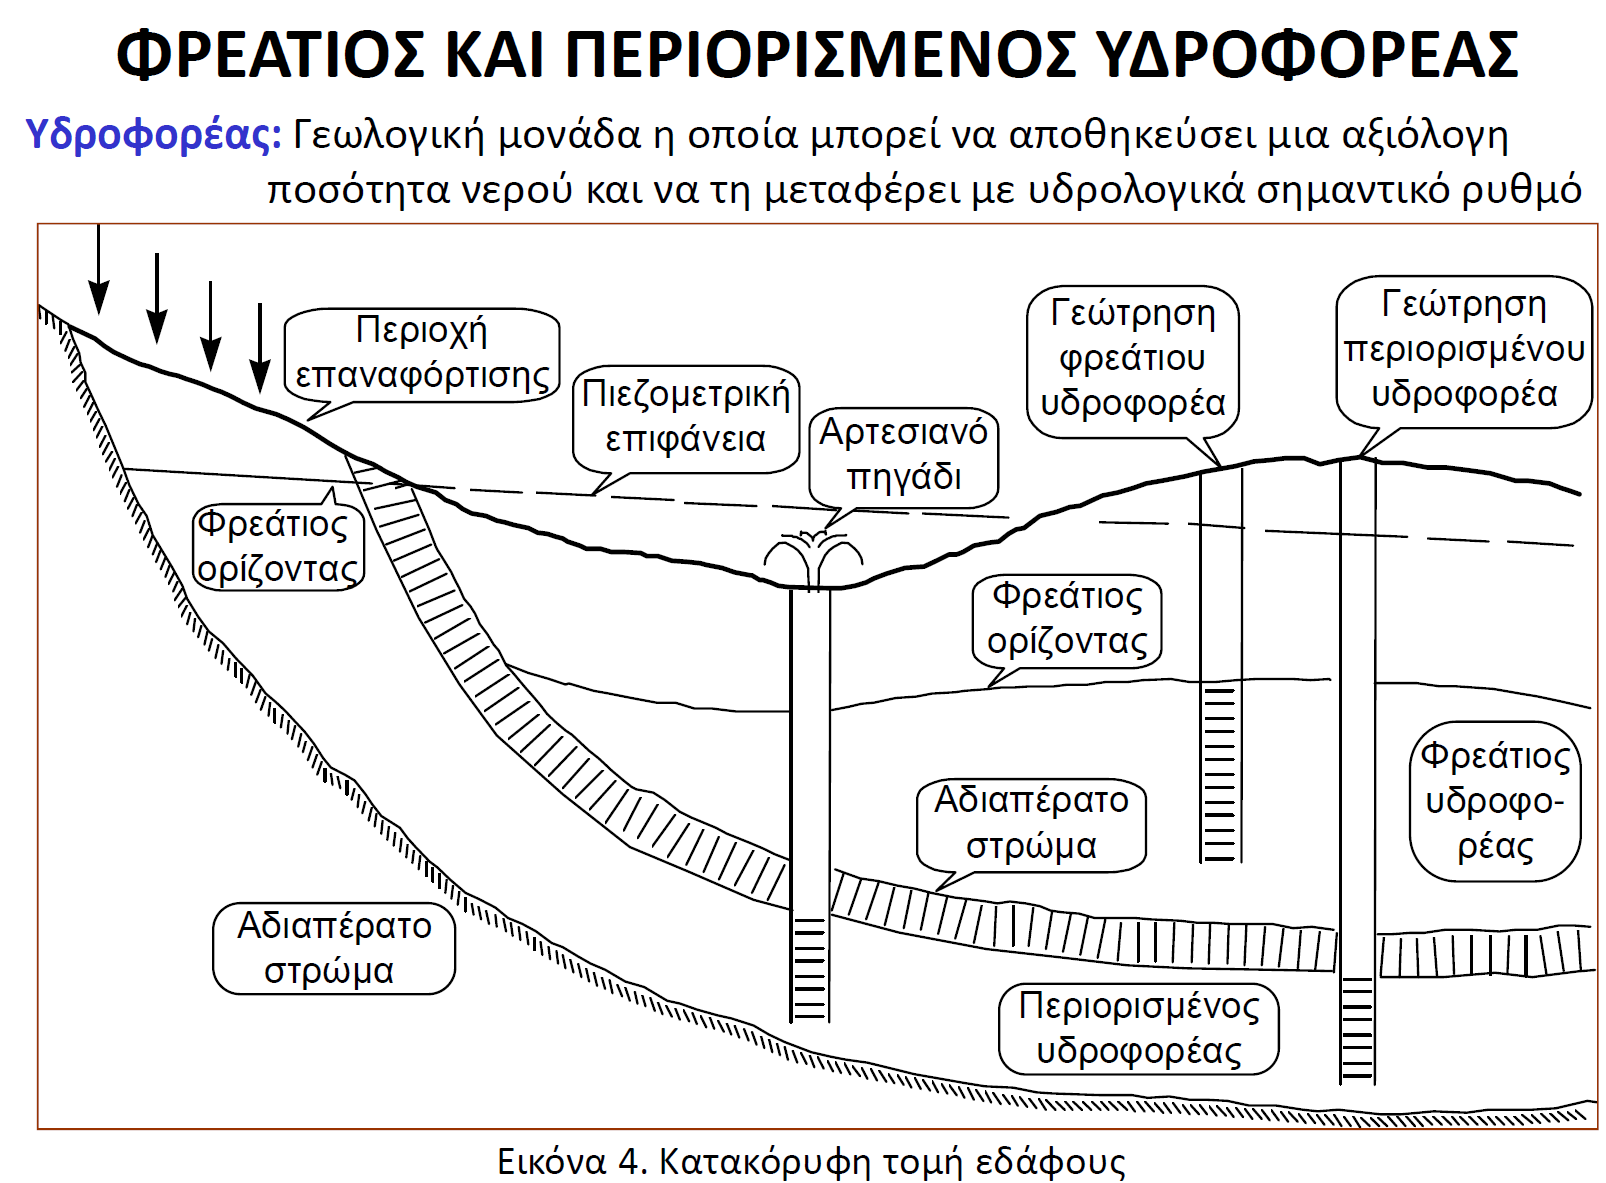 ΦΡΕΑΤΙΟΣ ΚΑΙ ΠΕΡΙΟΡΙΣΜΕΝΟΣ ΥΔΡΟΦΟΡΕΑΣ
Υδροφορέας: Γεωλογική μονάδα η οποία μπορεί να αποθηκεύσει μια αξιόλογη
ποσότητα νερού και να τη μεταφέρει με υδρολογικά σημαντικό ρυθμό
Περιοχή
επαναφόρτισης
Πιεζομετρική
επιφάνεια
Αρτεσιανό
πηγάδι
Γεώτρηση
φρεάτιου
υδροφορέα
Γεώτρηση
περιορισμένου
υδροφορέα
Φρεάτιος
ορίζοντας
Φρεάτιος
ορίζοντας
Φρεάτιος
υδροφο-
ρέας
Αδιαπέρατο
στρώμα
Αδιαπέρατο
στρώμα
Περιορισμένος
υδροφορέας
Εικόνα 4. Κατακόρυφη τομή εδάφους